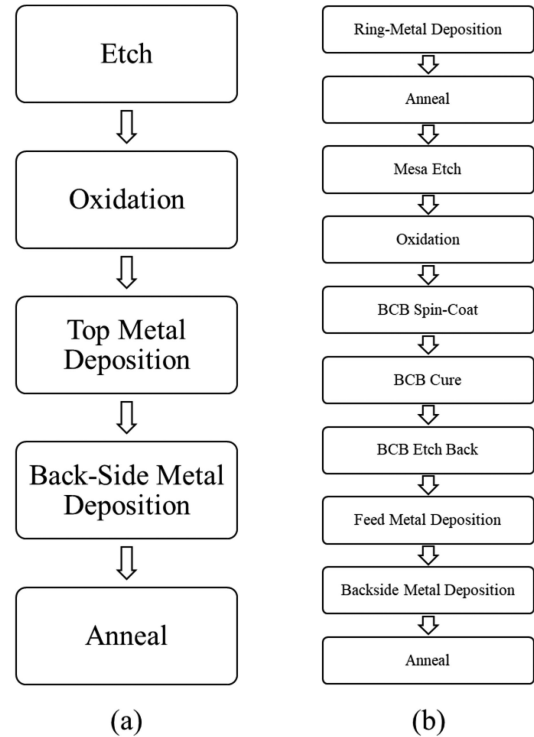 Etch
Oxidation
Top Metal
Deposition
Back-Side Metal
Deposition
Anneal
(a)
Ring-Metal Deposition
Anneal
Mesa Etch
Oxidation
BCB Spin-Coat
BCB Cure
BCB Etch Back
Feed Metal Deposition
Backside Metal Deposition
Anneal
(b)